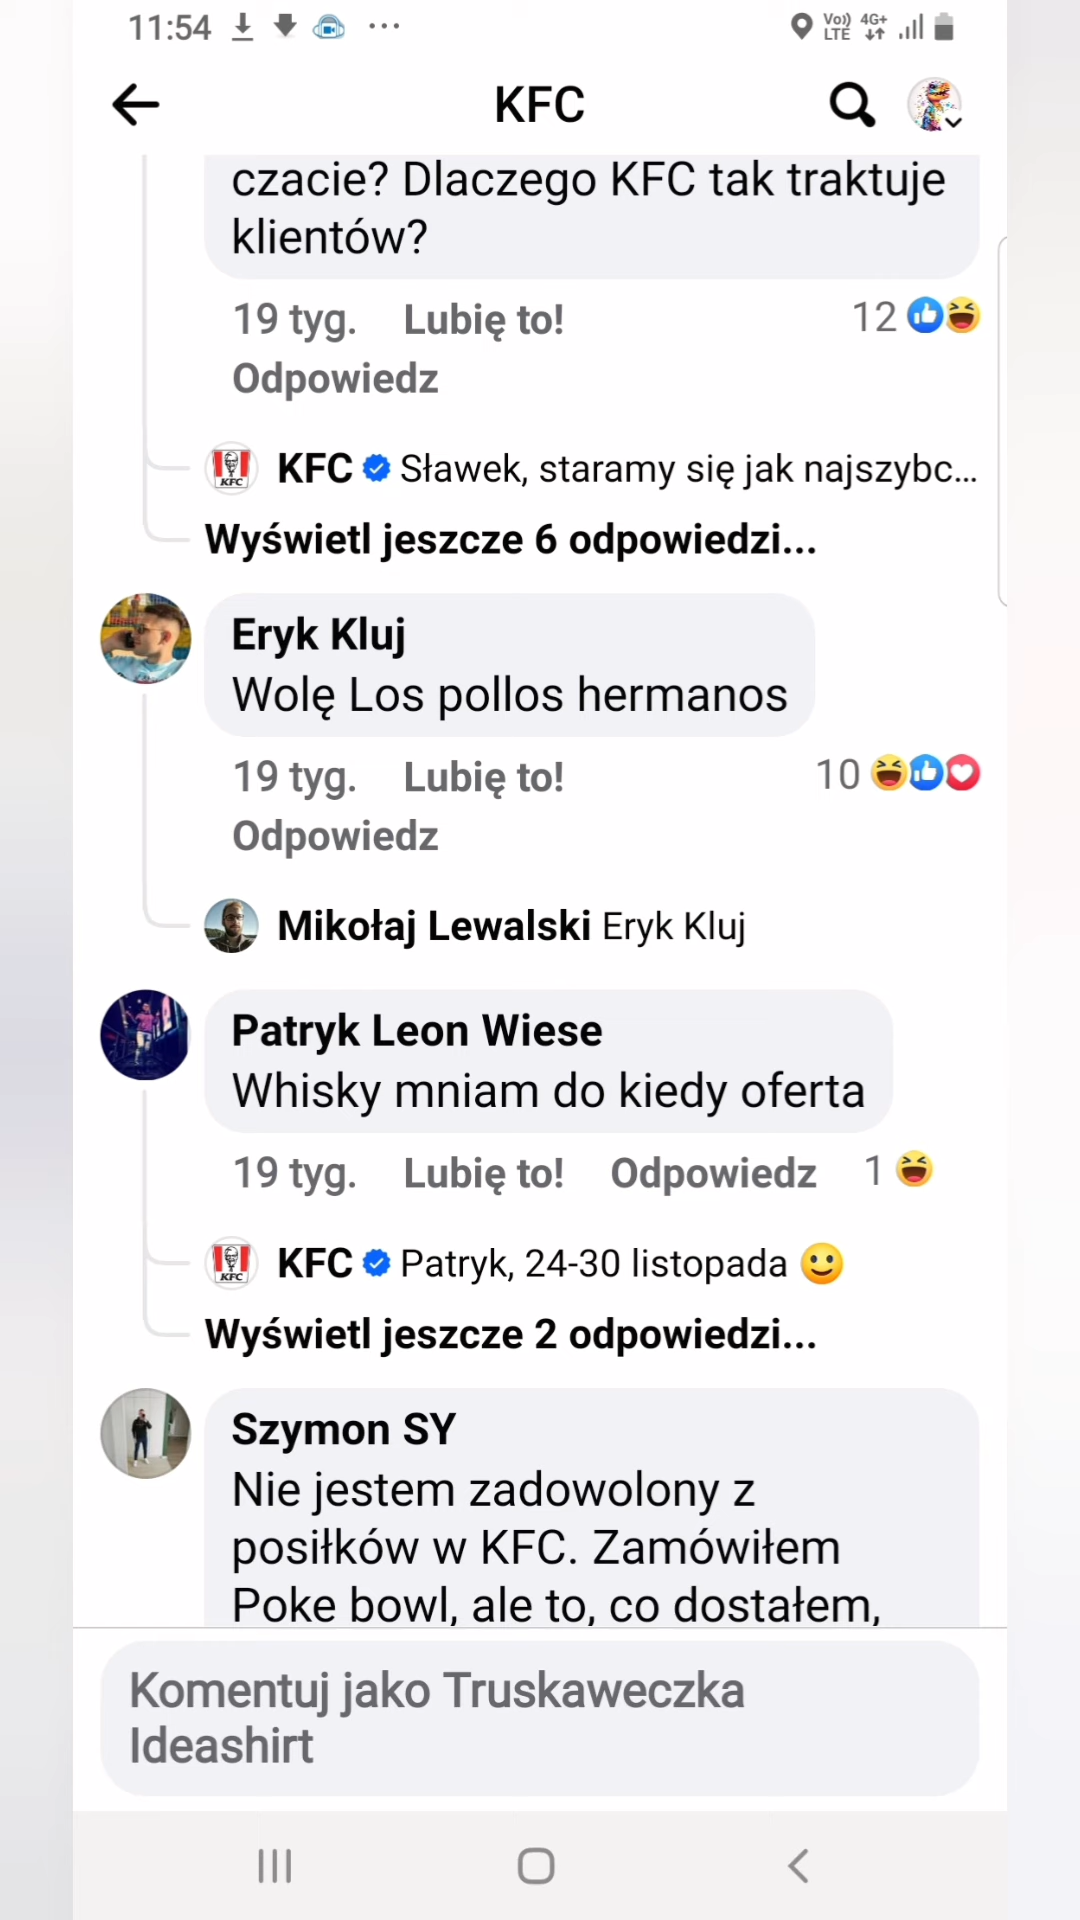 11:54
Vo)) LTE 4G+
KFC
czacie? Dlaczego KFC tak traktuje
klientów?
19 tyg. Lubię to! 12
Odpowiedz
KFC Sławek, staramy się jak najszybc...
Wyświetl jeszcze 6 odpowiedzi...
Eryk Kluj
Wolę Los pollos hermanos
19 tyg. Lubię to! 10
Odpowiedz
Mikołaj Lewalski Eryk Kluj
Patryk Leon Wiese
Whisky mniam do kiedy oferta
19 tyg. Lubię to! Odpowiedz 1
KFC Patryk, 24-30 listopada 🙂
Wyświetl jeszcze 2 odpowiedzi...
Szymon SY
Nie jestem zadowolony z
posiłków w KFC. Zamówiłem
Poke bowl, ale to, co dostałem,
Komentuj jako Truskaweczka
Ideashirt